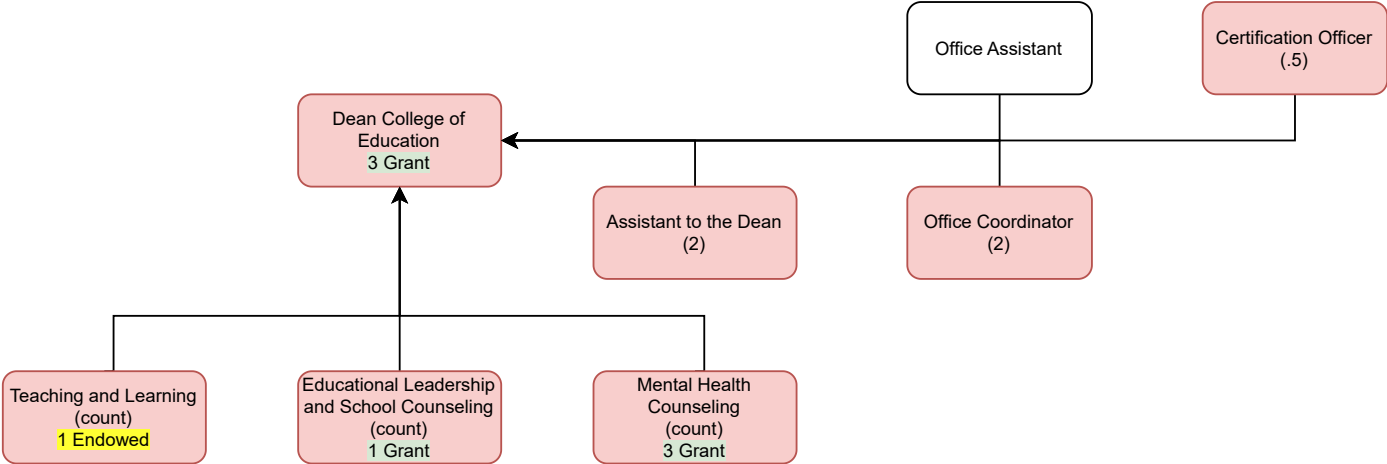 Office Assistant
Certification Officer
(.5)
Dean College of
Education
3 Grant
Assistant to the Dean
(2)
Office Coordinator
(2)
Teaching and Learning
(count)
1 Endowed
Educational Leadership
and School Counseling
(count)
1 Grant
Mental Health
Counseling
(count)
3 Grant